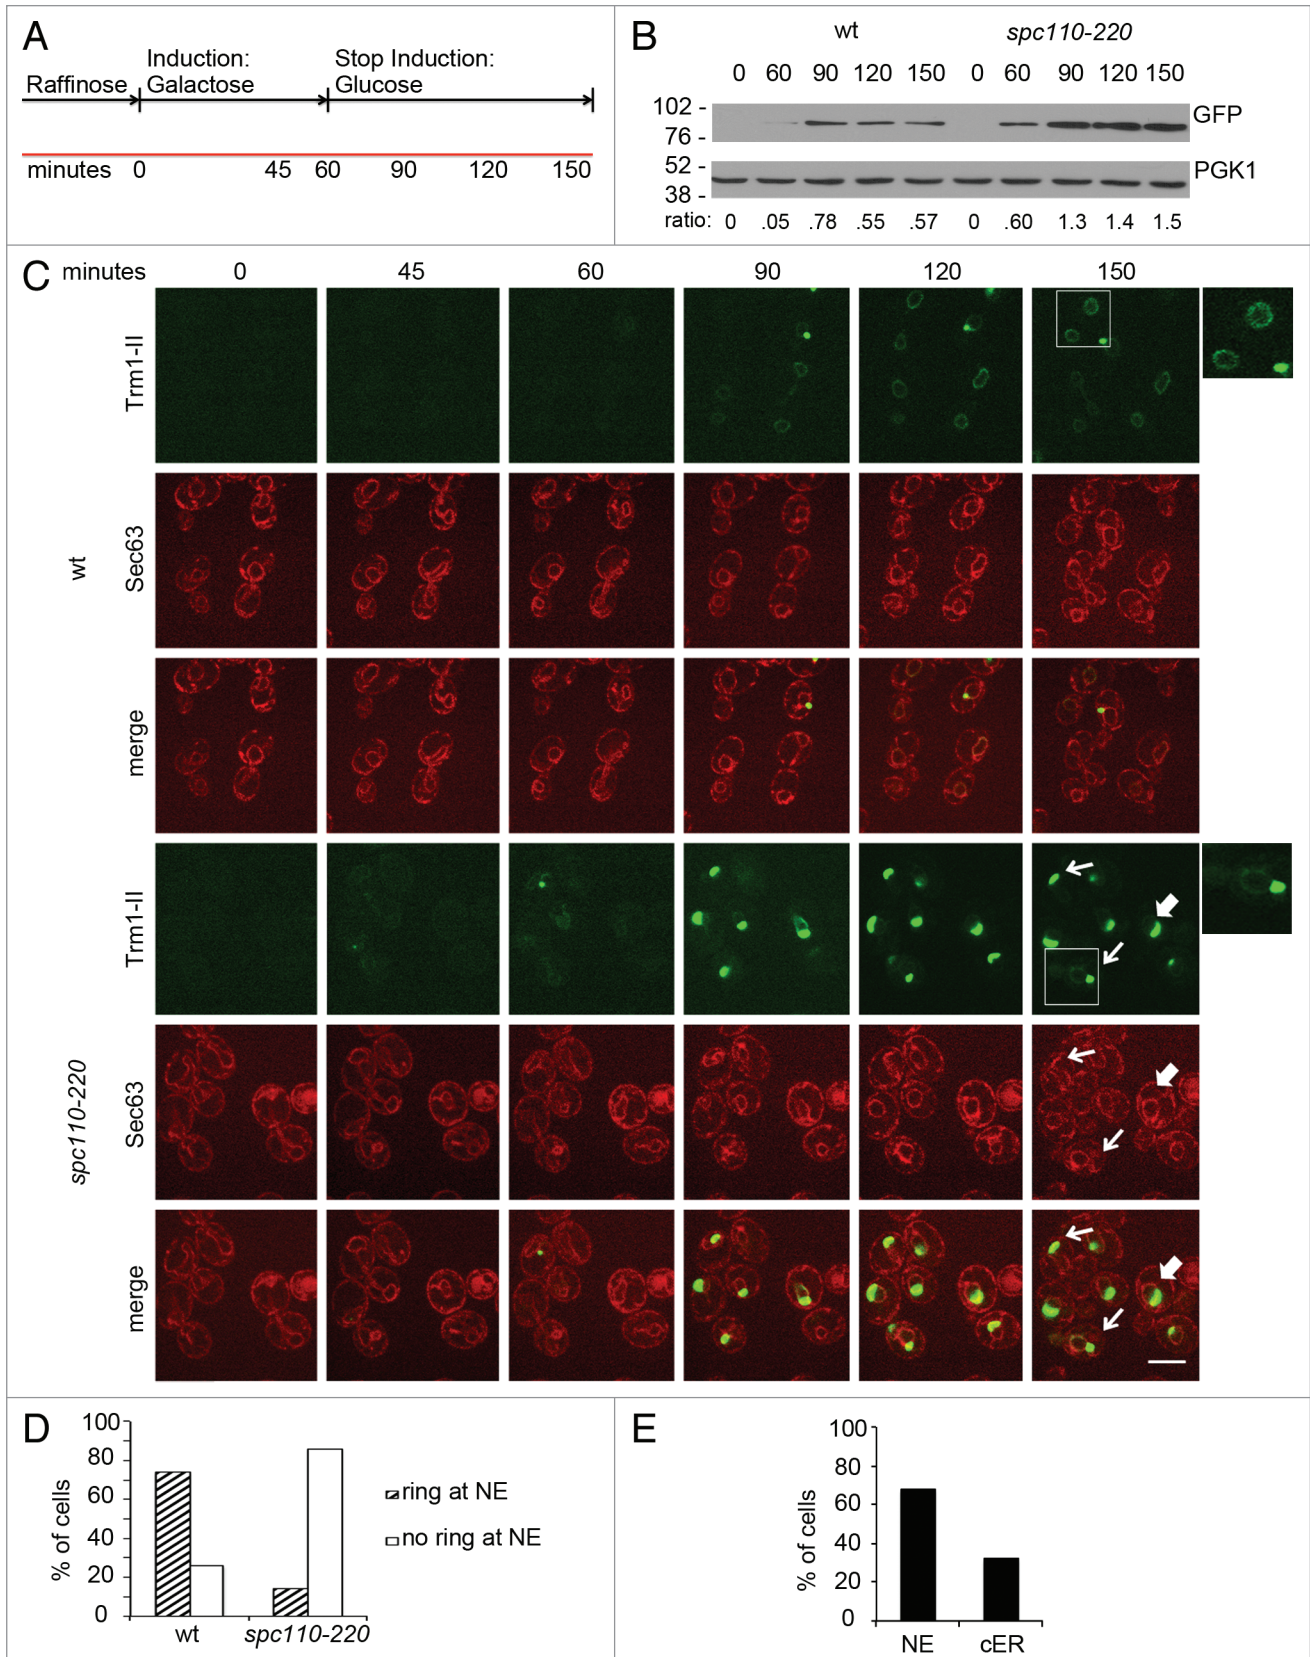 A
Induction:
Stop Induction:
Raffinose
Galactose
Glucose
minutes 0 45 60 90 120 150
B
wt
spc110-220
0 60 90 120 150 0 60 90 120 150
102 -
GFP
76 -
52 -
PGK1
38 -
ratio: 0 .05 .78 .55 .57 0 .60 1.3 1.4 1.5
C
minutes 0 45 60 90 120 150
wt
Trm1-II
Sec63
merge
spc110-220
Trm1-II
Sec63
merge
D
% of cells
100
80
60
40
20
0
wt
spc110-220
ring at NE
no ring at NE
E
% of cells
100
80
60
40
20
0
NE
cER